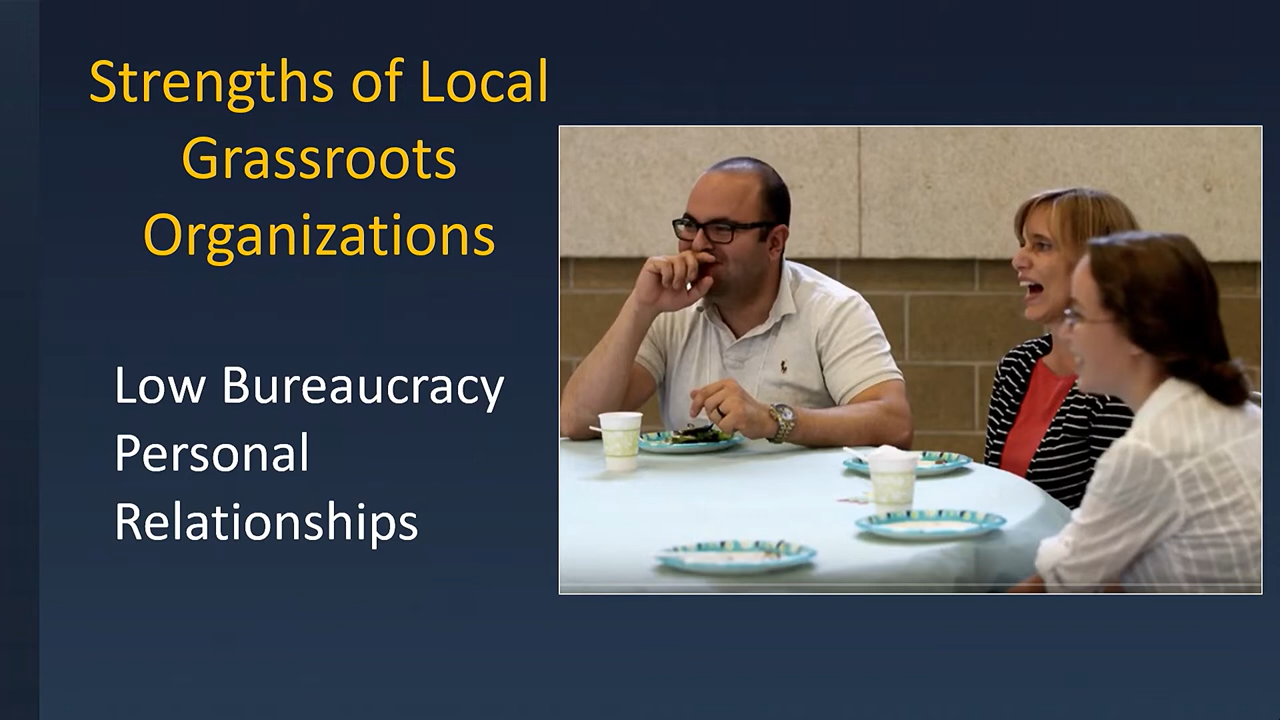 Strengths of Local
Grassroots
Organizations
Low Bureaucracy
Personal
Relationships